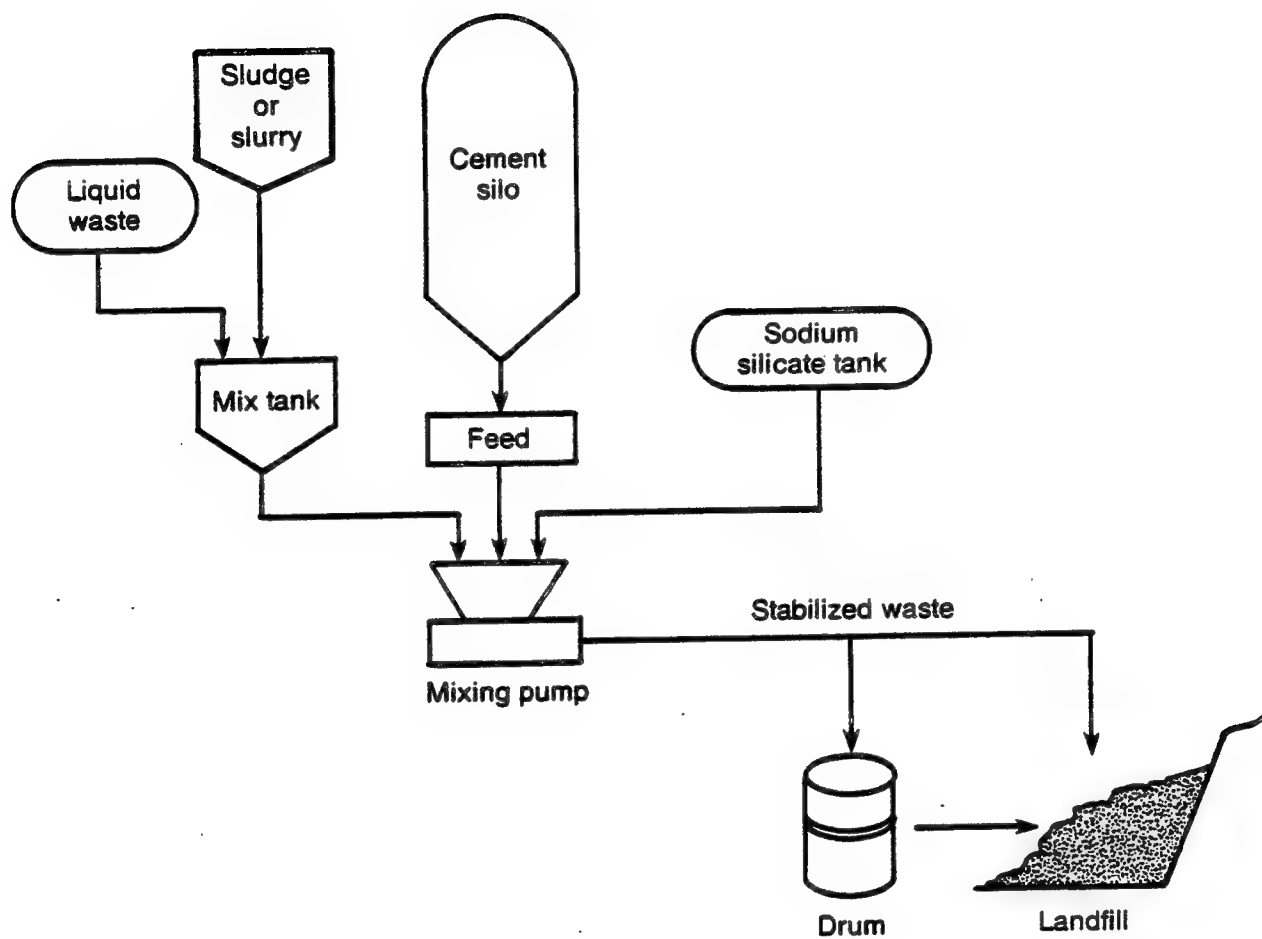 Sludge
or
slurry
Liquid
waste
Cement
silo
Sodium
silicate tank
Mix tank
Feed
Stabilized waste
Mixing pump
Drum
Landfill